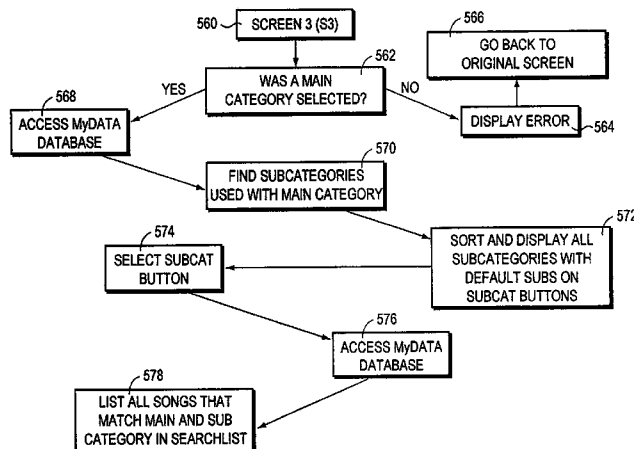 560
SCREEN 3 (S3)
562
WAS A MAIN
CATEGORY SELECTED?
YES
NO
566
GO BACK TO
ORIGINAL SCREEN
DISPLAY ERROR
564
568
ACCESS MyDATA
DATABASE
570
FIND SUBCATEGORIES
USED WITH MAIN CATEGORY
572
SORT AND DISPLAY ALL
SUBCATEGORIES WITH
DEFAULT SUBS ON
SUBCAT BUTTONS
574
SELECT SUBCAT
BUTTON
576
ACCESS MyDATA
DATABASE
578
LIST ALL SONGS THAT
MATCH MAIN AND SUB
CATEGORY IN SEARCHLIST